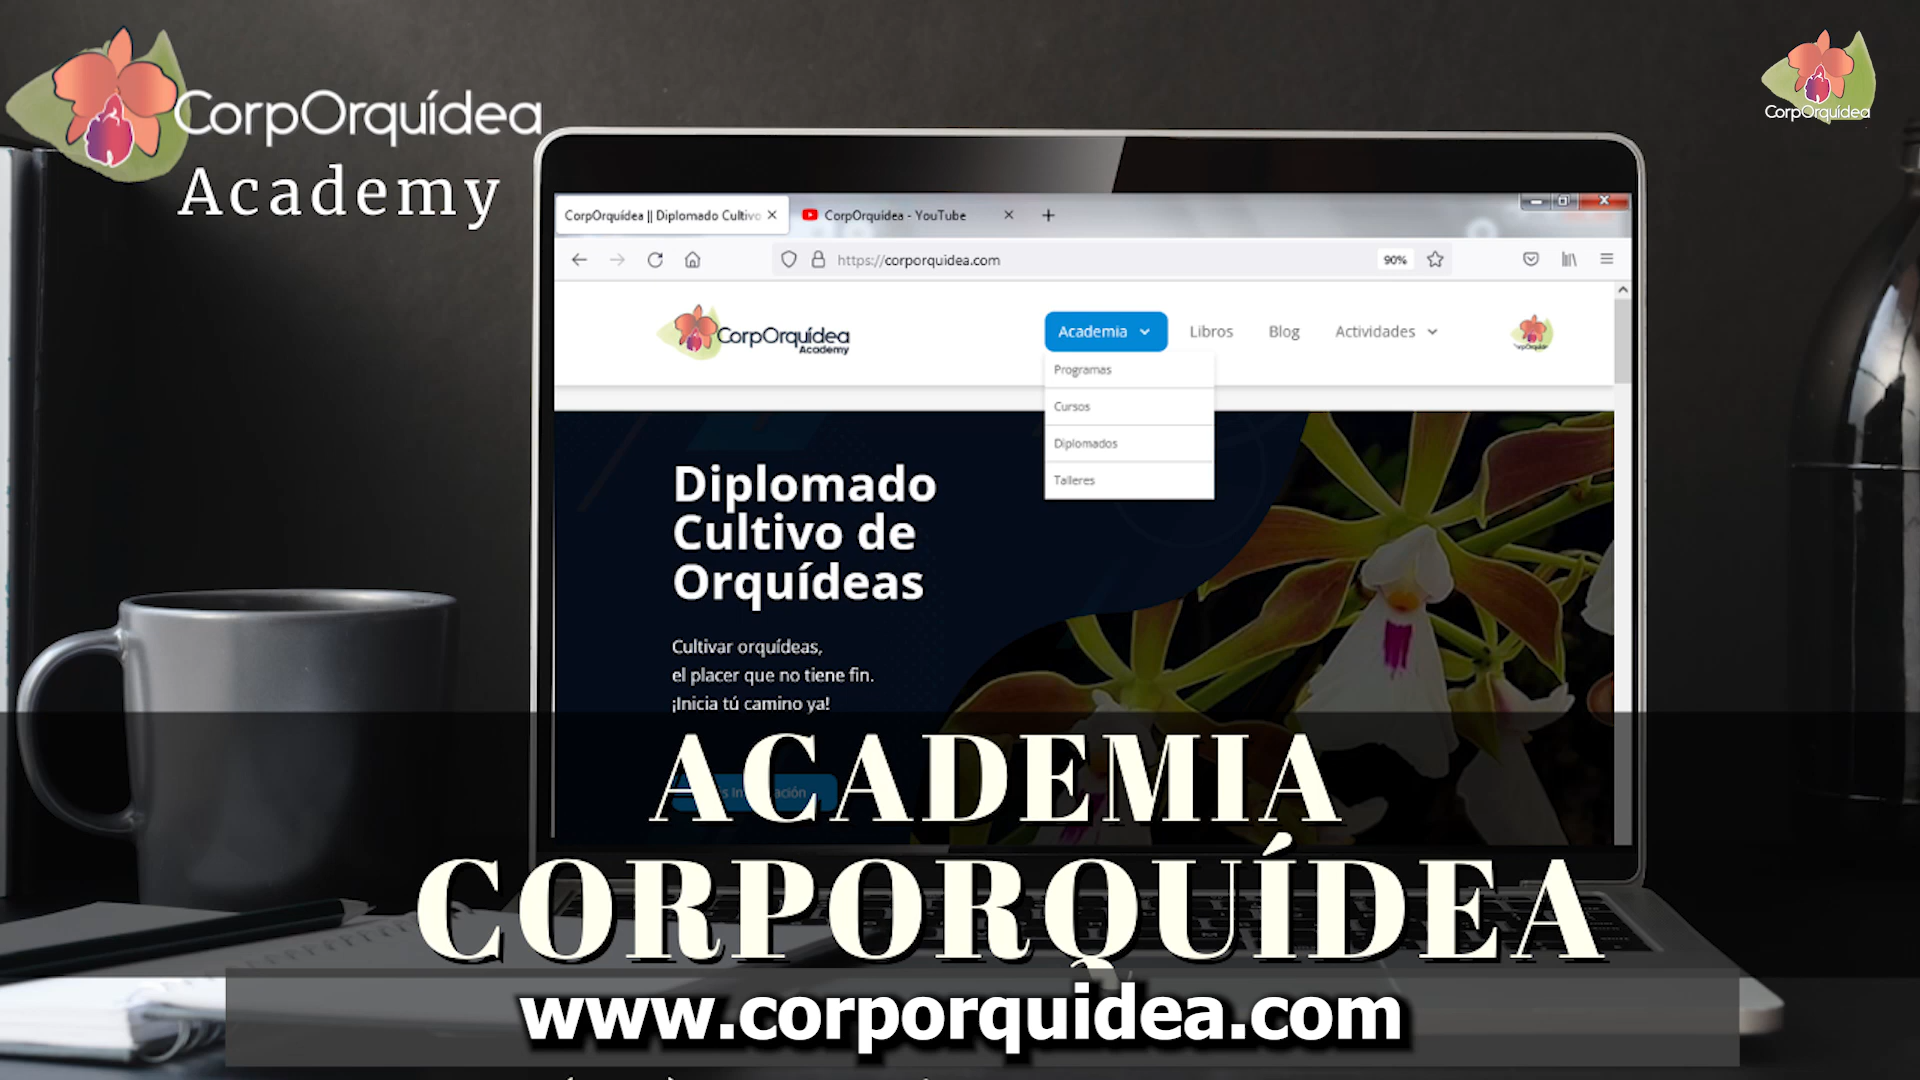 CorpOrquídea
Academy
CorpOrquídea
CorpOrquídea || Diplomado Cultivo
CorpOrquídea - YouTube
https://corporquidea.com
90%
CorpOrquídea
Academy
Academia
Libros
Blog
Actividades
Programas
Cursos
Diplomados
Talleres
Diplomado
Cultivo de
Orquídeas
Cultivar orquídeas,
el placer que no tiene fin.
¡Inicia tú camino ya!
ACADEMIA
CORPORQUÍDEA
www.corporquidea.com